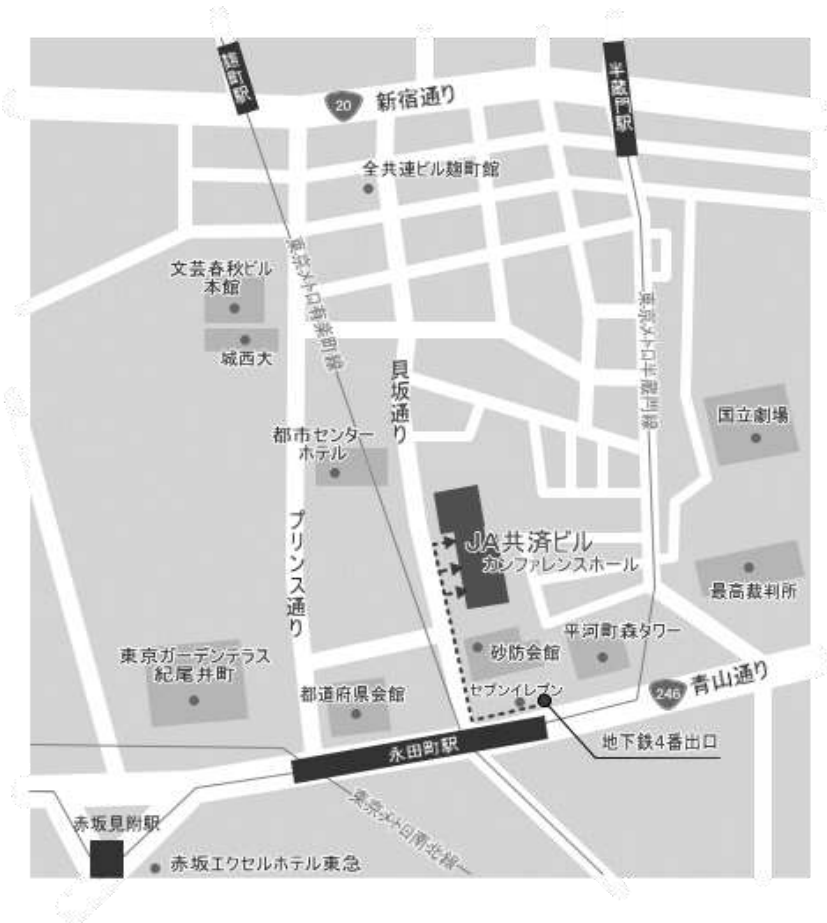 麹町駅
半蔵門駅
20
新宿通り
全共連ビル麹町館
東京メトロ有楽町線
文芸春秋ビル
本館
城西大
東京メトロ半蔵門線
貝坂通り
国立劇場
都市センター
ホテル
プリンス通り
JA共済ビル
カンファレンスホール
最高裁判所
平河町森タワー
砂防会館
東京ガーデンテラス
紀尾井町
都道府県会館
セブンイレブン
246
青山通り
地下鉄4番出口
永田町駅
東京メトロ南北線
赤坂見附駅
赤坂エクセルホテル東急